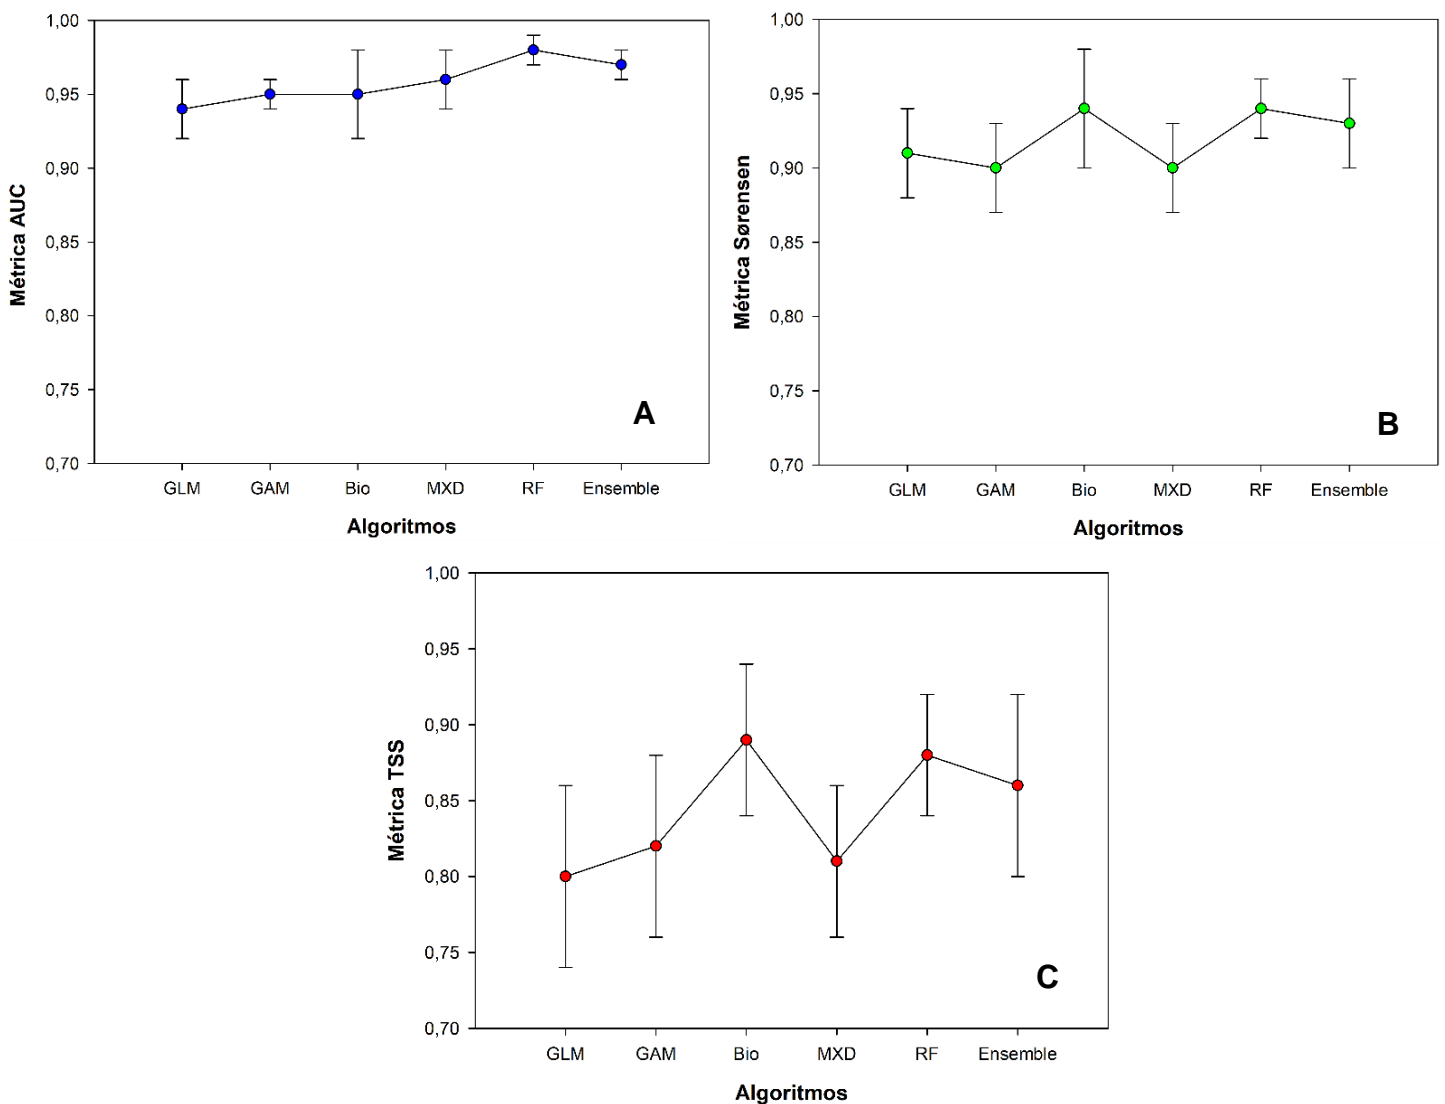 Métrica AUC
1,00
0,95
0,90
0,85
0,80
0,75
0,70
A
GLM GAM Bio MXD RF Ensemble
Algoritmos
Métrica Sørensen
1,00
0,95
0,90
0,85
0,80
0,75
0,70
B
GLM GAM Bio MXD RF Ensemble
Algoritmos
Métrica TSS
1,00
0,95
0,90
0,85
0,80
0,75
0,70
C
GLM GAM Bio MXD RF Ensemble
Algoritmos